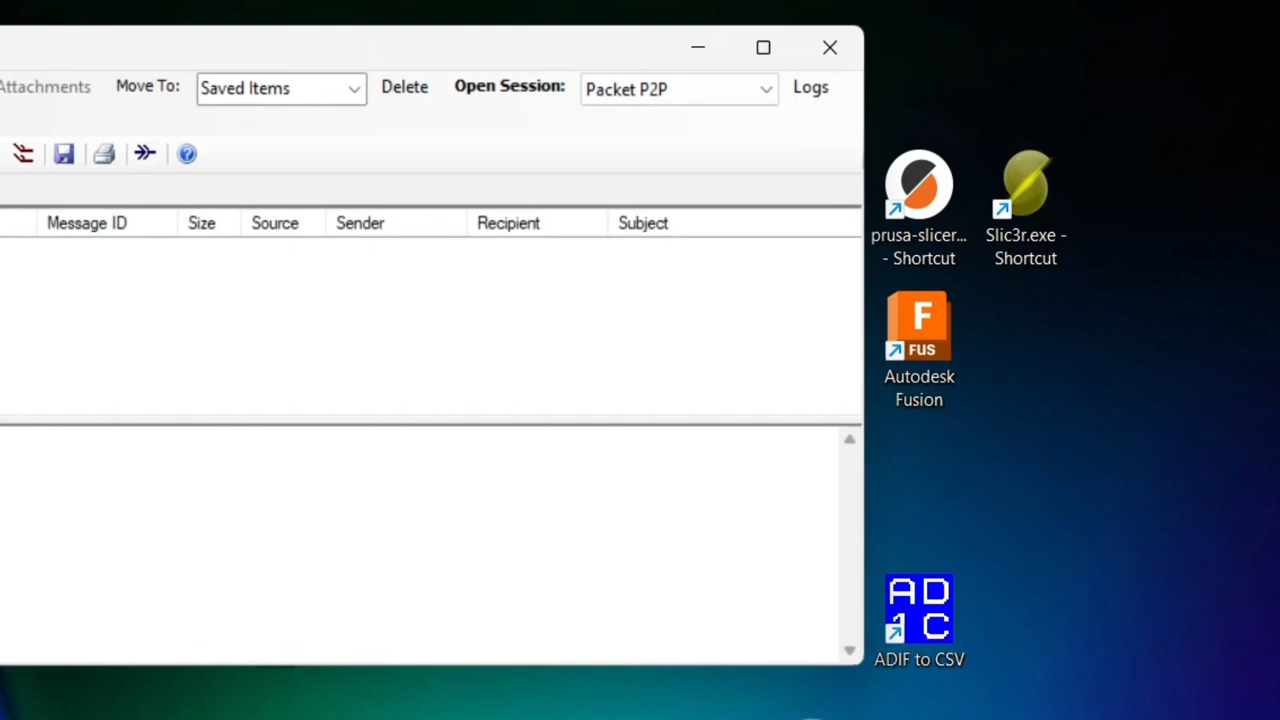 Attachments Move To: Saved Items Delete Open Session: Packet P2P Logs
Message ID Size Source Sender Recipient Subject
prusa-slicer...
- Shortcut
Slic3r.exe -
Shortcut
F
FUS
Autodesk
Fusion
AD
1C
ADIF to CSV